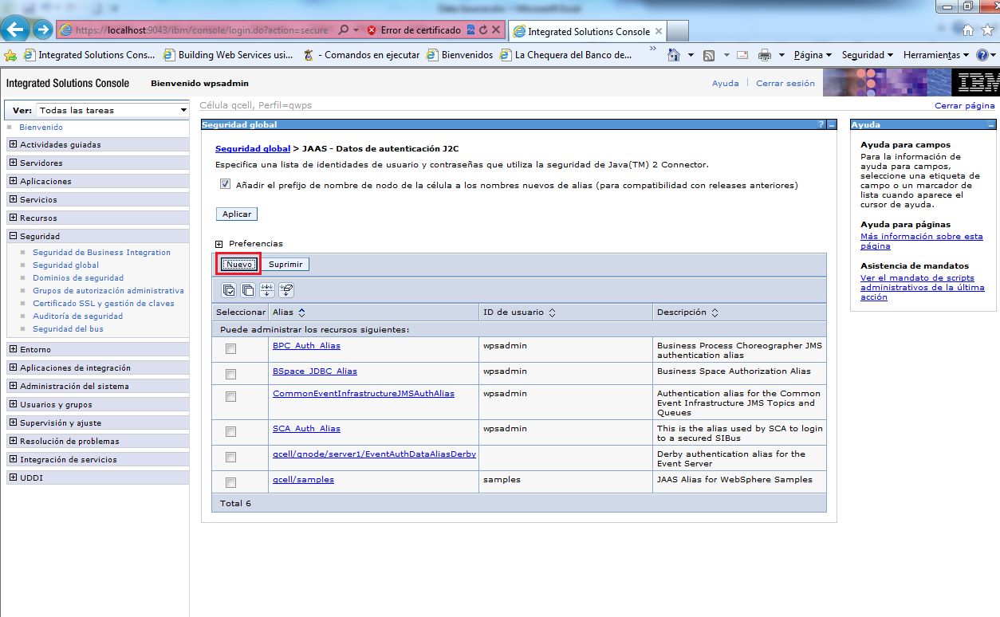 https://localhost:9043/ibm/console/login.do?action=secure
Error de certificado
Integrated Solutions Console
Integrated Solutions Cons...
Building Web Services usi...
- Comandos en ejecutar
Bienvenidos
La Chequera del Banco de...
Página
Seguridad
Herramientas
Integrated Solutions Console
Bienvenido wpsadmin
Ayuda
Cerrar sesión
IBM
Ver: Todas las tareas
Bienvenido
Actividades guiadas
Servidores
Aplicaciones
Servicios
Recursos
Seguridad
Seguridad de Business Integration
Seguridad global
Dominios de seguridad
Grupos de autorización administrativa
Certificado SSL y gestión de claves
Auditoría de seguridad
Seguridad del bus
Entorno
Aplicaciones de integración
Administración del sistema
Usuarios y grupos
Supervisión y ajuste
Resolución de problemas
Integración de servicios
UDDI
Célula qcell, Perfil=qwps
Cerrar página
Seguridad global
Seguridad global > JAAS - Datos de autenticación J2C
Especifica una lista de identidades de usuario y contraseñas que utiliza la seguridad de Java(TM) 2 Connector.
Añadir el prefijo de nombre de nodo de la célula a los nombres nuevos de alias (para compatibilidad con releases anteriores)
Aplicar
Preferencias
Nuevo Suprimir
Seleccionar Alias ID de usuario Descripción
Puede administrar los recursos siguientes:
BPC_Auth_Alias wpsadmin Business Process Choreographer JMS
authentication alias
BSpace_JDBC_Alias wpsadmin Business Space Authorization Alias
CommonEventInfrastructureJMSAuthAlias wpsadmin Authentication alias for the Common
Event Infrastructure JMS Topics and
Queues
SCA_Auth_Alias wpsadmin This is the alias used by SCA to login
to a secured SIBus
qcell/qnode/server1/EventAuthDataAliasDerby Derby authentication alias for the
Event Server
qcell/samples samples JAAS Alias for WebSphere Samples
Total 6
Ayuda
Ayuda para campos
Para la información de
ayuda para campos,
seleccione una etiqueta de
campo o un marcador de
lista cuando aparece el
cursor de ayuda.
Ayuda para páginas
Más información sobre esta
página
Asistencia de mandatos
Ver el mandato de scripts
administrativos de la última
acción